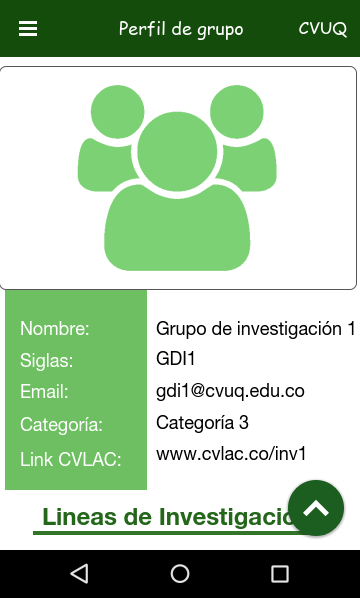 Perfil de grupo CVUQ
Nombre: Grupo de investigación 1
Siglas: GDI1
Email: gdi1@cvuq.edu.co
Categoría: Categoría 3
Link CVLAC: www.cvlac.co/inv1
Lineas de Investigacio